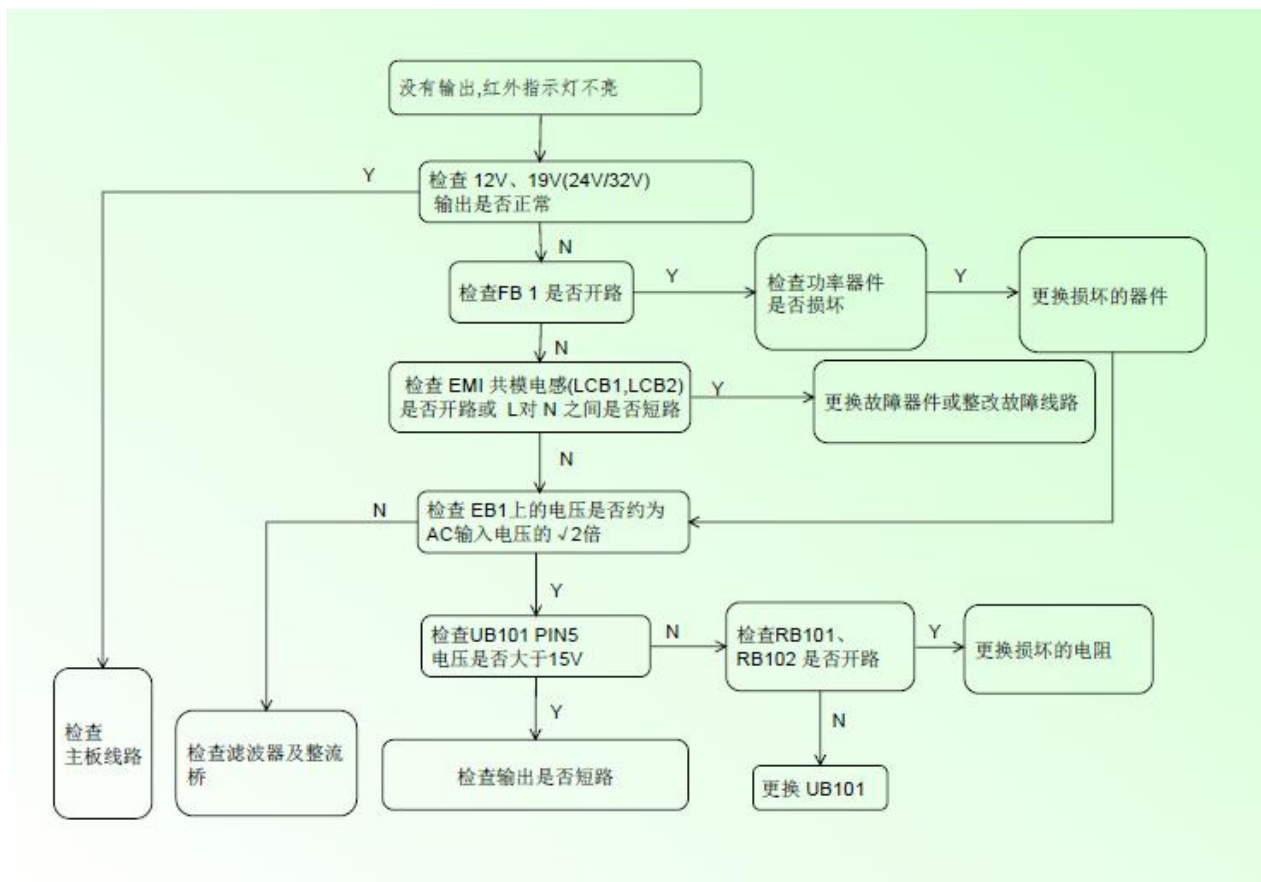 没有输出,红外指示灯不亮
Y
检查 12V、19V(24V/32V)
输出是否正常
N
检查FB 1 是否开路
Y
检查功率器件
是否损坏
Y
更换损坏的器件
N
检查 EMI 共模电感(LCB1,LCB2)
是否开路或 L对 N 之间是否短路
Y
更换故障器件或整改故障线路
N
N
检查 EB1上的电压是否约为
AC输入电压的 √2倍
Y
检查UB101 PIN5
电压是否大于15V
N
检查RB101、
RB102 是否开路
Y
更换损坏的电阻
Y
N
检查
主板线路
检查滤波器及整流
桥
检查输出是否短路
更换 UB101